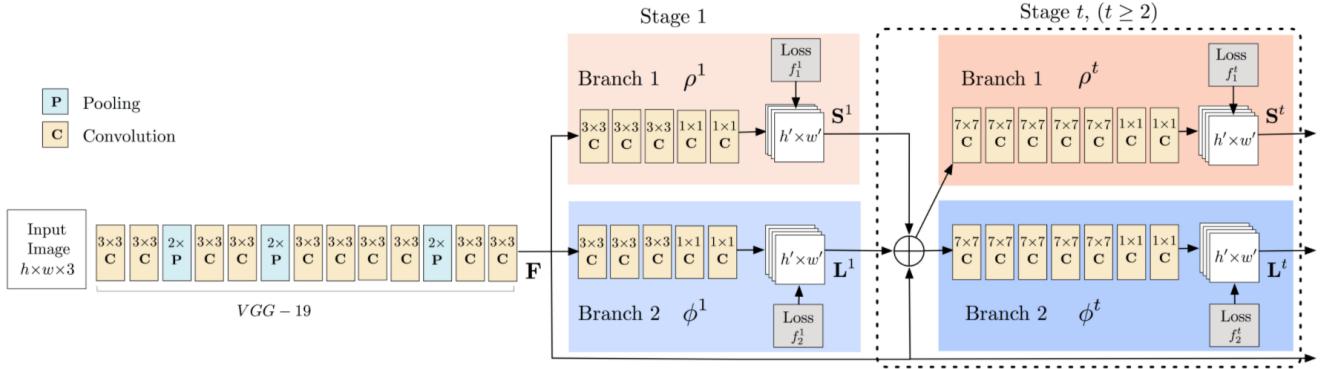 Stage 1
Stage t, (t ≥ 2)
P Pooling
C Convolution
Branch 1 ρ¹
Loss
f₁¹
3×3 3×3 3×3 1×1 1×1
C C C C C
h′×w′
S¹
Branch 1 ρᵗ
Loss
f₁ᵗ
7×7 7×7 7×7 7×7 7×7 1×1 1×1
C C C C C C C
h′×w′
Sᵗ
Input
Image
h×w×3
3×3 3×3 2× 3×3 3×3 2× 3×3 3×3 3×3 3×3 2× 3×3 3×3
C C P C C P C C C C P C C
VGG − 19
F
3×3 3×3 3×3 1×1 1×1
C C C C C
h′×w′
L¹
Branch 2 ϕ¹
Loss
f₂¹
7×7 7×7 7×7 7×7 7×7 1×1 1×1
C C C C C C C
h′×w′
Lᵗ
Branch 2 ϕᵗ
Loss
f₂ᵗ